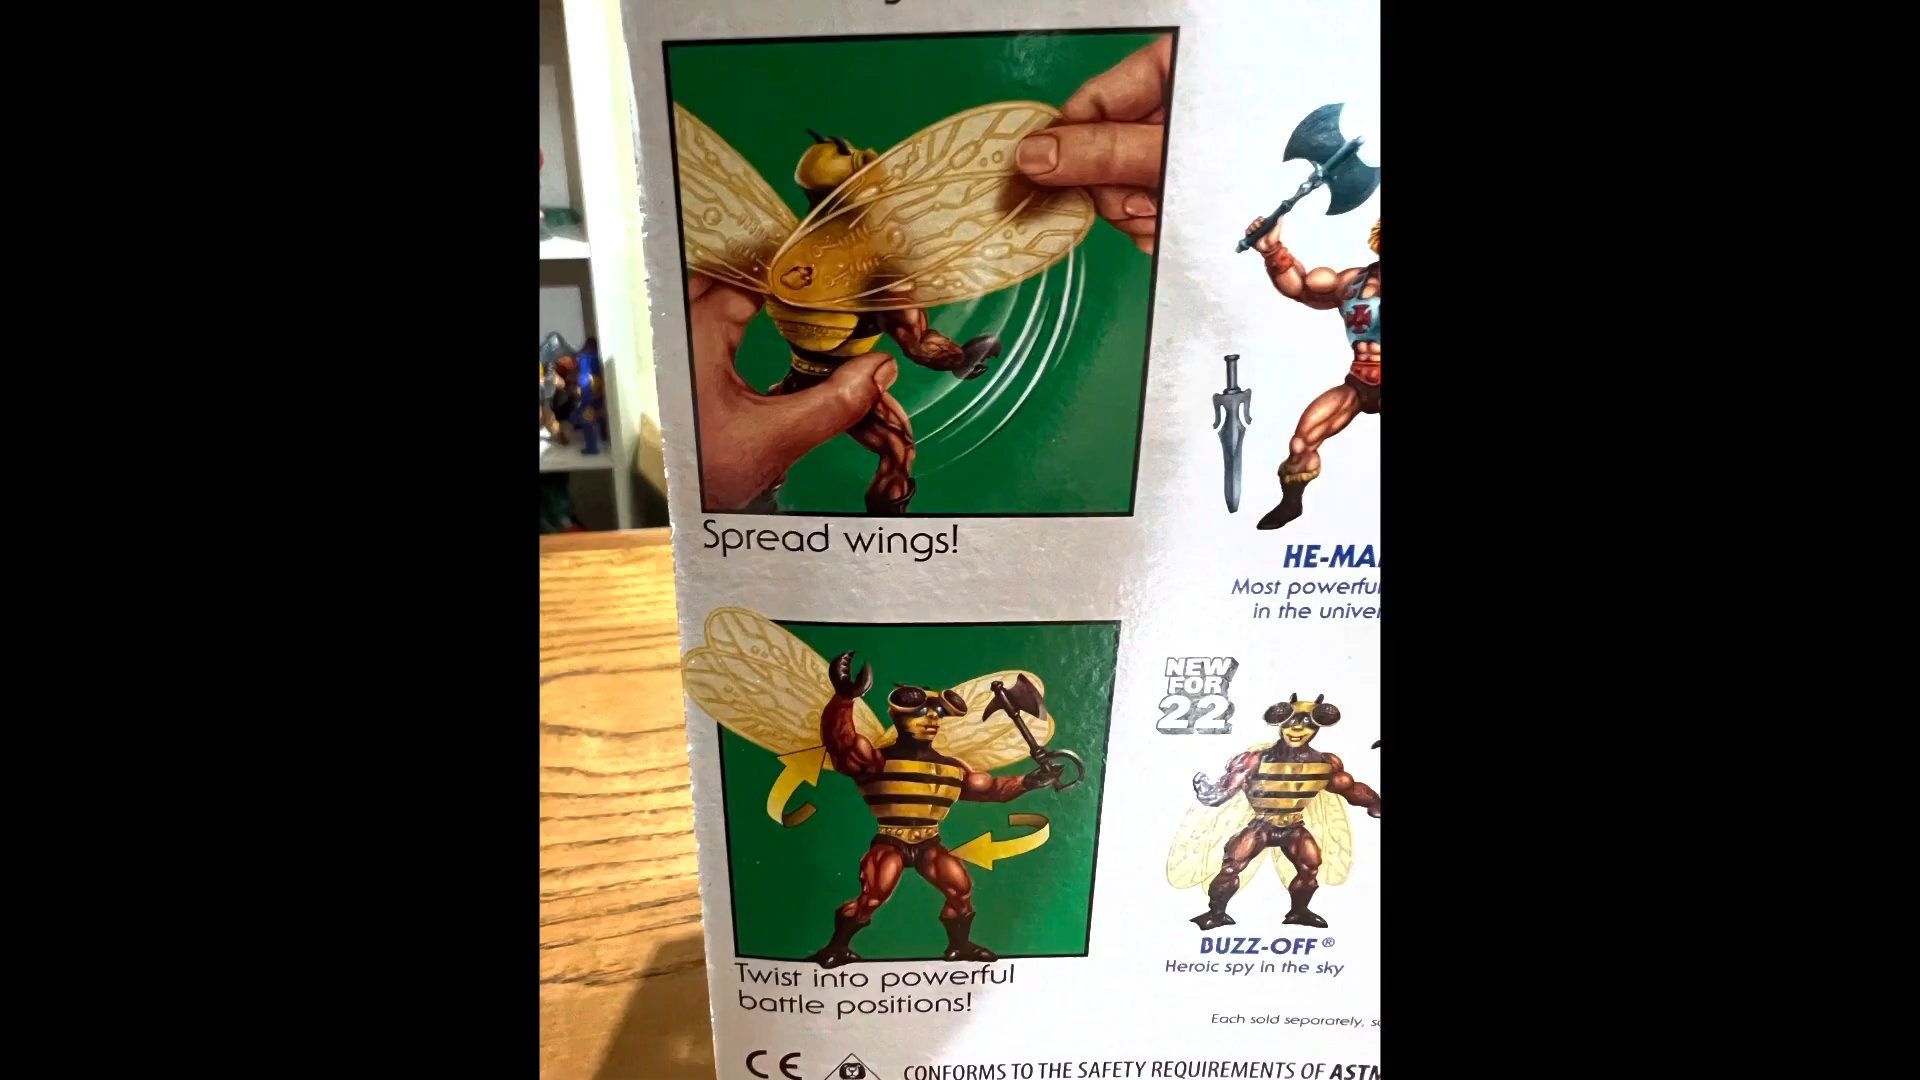 Spread wings!
HE-MA
Most powerfu
in the univer
NEW
FOR
22
BUZZ-OFF®
Heroic spy in the sky
Twist into powerful
battle positions!
Each sold separately, s
CE
CONFORMS TO THE SAFETY REQUIREMENTS OF ASTM